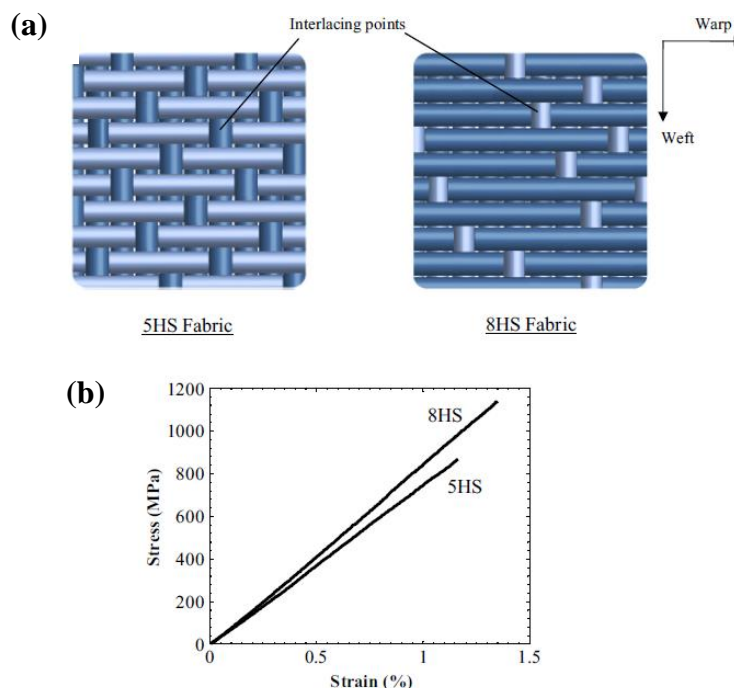 (a)
Interlacing points
Warp
Weft
5HS Fabric
8HS Fabric
(b)
1200
1000
800
600
400
200
0
Stress (MPa)
8HS
5HS
0
0.5
1
1.5
Strain (%)